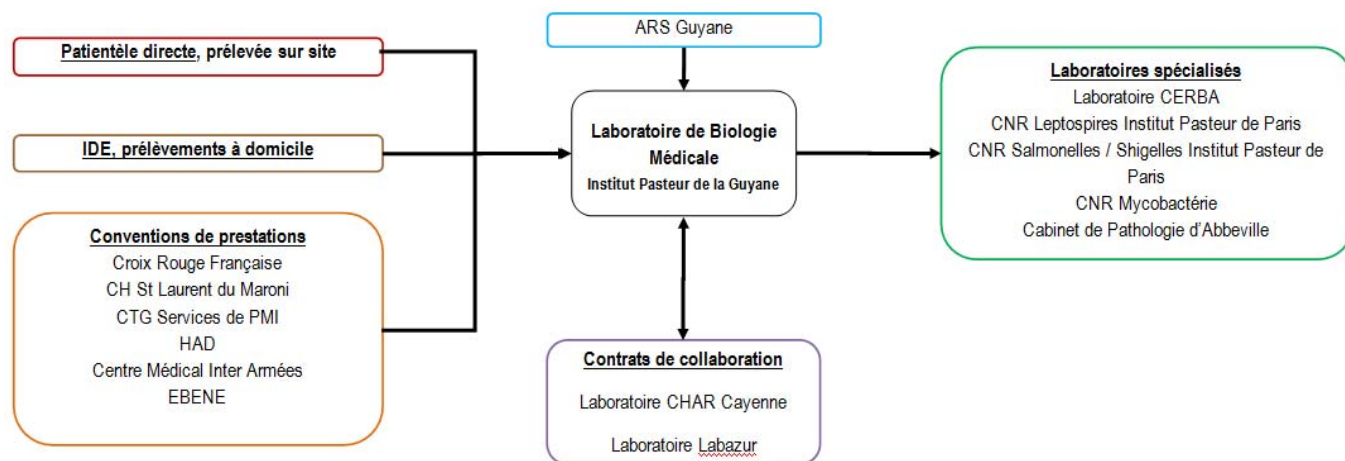 Patientèle directe, prélevée sur site
IDE, prélèvements à domicile
Conventions de prestations
Croix Rouge Française
CH St Laurent du Maroni
CTG Services de PMI
HAD
Centre Médical Inter Armées
EBENE
ARS Guyane
Laboratoire de Biologie
Médicale
Institut Pasteur de la Guyane
Contrats de collaboration
Laboratoire CHAR Cayenne
Laboratoire Labazur
Laboratoires spécialisés
Laboratoire CERBA
CNR Leptospires Institut Pasteur de Paris
CNR Salmonelles / Shigelles Institut Pasteur de
Paris
CNR Mycobactérie
Cabinet de Pathologie d’Abbeville